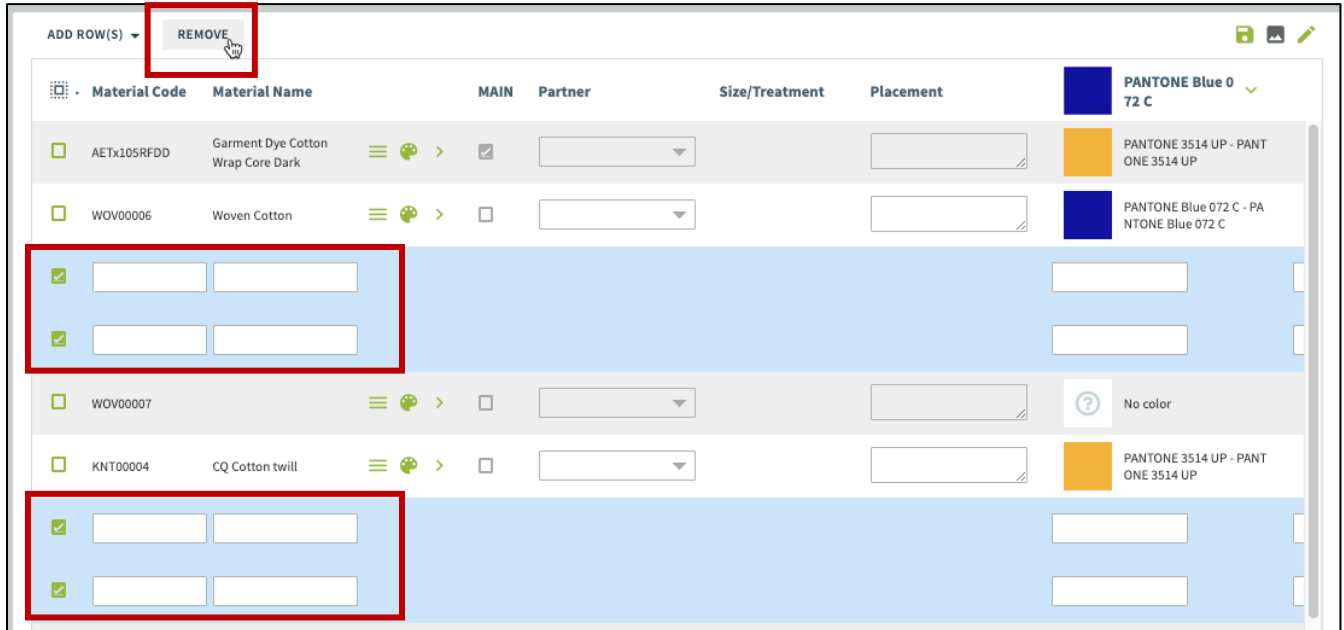 ADD ROW(S) REMOVE
Material Code Material Name MAIN Partner Size/Treatment Placement PANTONE Blue 0
72 C
AETx105RFDD Garment Dye Cotton
Wrap Core Dark
PANTONE 3514 UP - PANT
ONE 3514 UP
WOV00006 Woven Cotton
PANTONE Blue 072 C - PA
NTONE Blue 072 C
WOV00007 No color
KNT00004 CQ Cotton twill
PANTONE 3514 UP - PANT
ONE 3514 UP